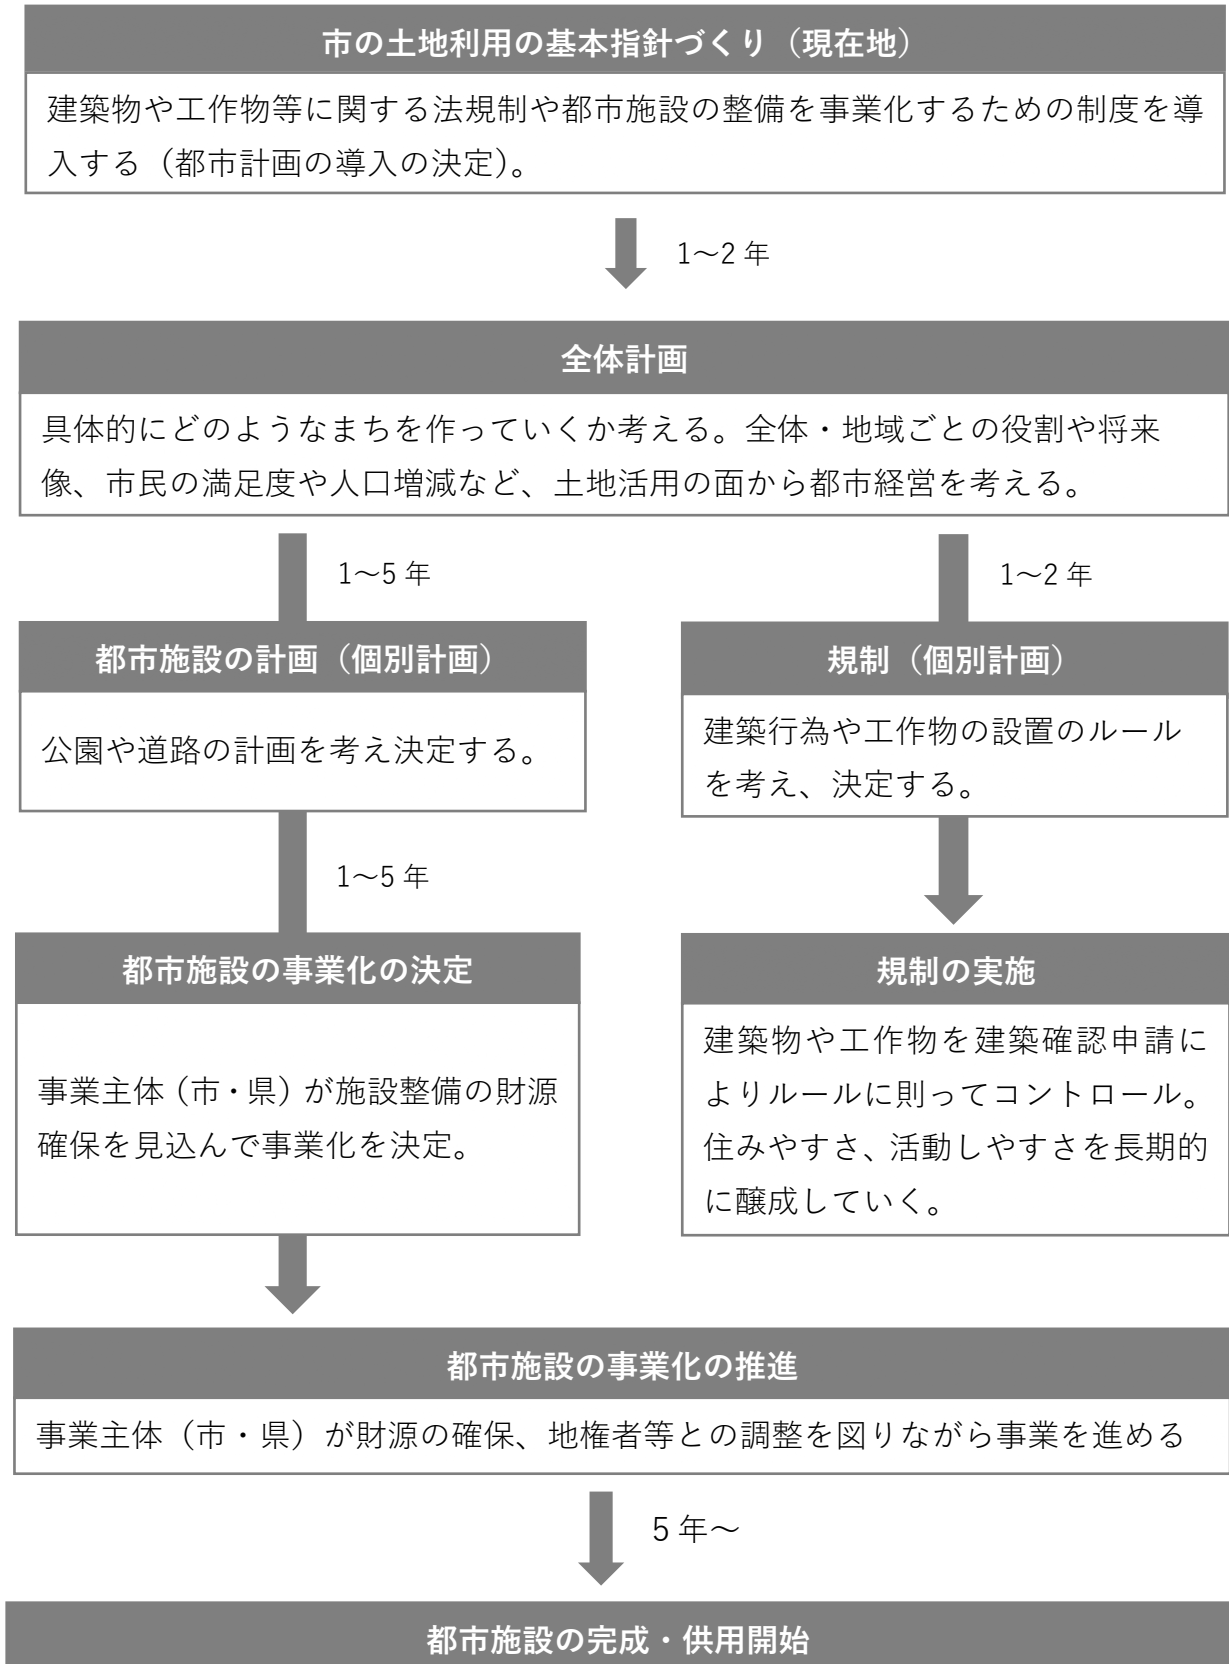 市の土地利用の基本指針づくり（現在地）
建築物や工作物等に関する法規制や都市施設の整備を事業化するための制度を導
入する（都市計画の導入の決定）。
1～2 年
全体計画
具体的にどのようなまちを作っていくか考える。全体・地域ごとの役割や将来
像、市民の満足度や人口増減など、土地活用の面から都市経営を考える。
1～5 年
1～2 年
都市施設の計画（個別計画）
公園や道路の計画を考え決定する。
規制（個別計画）
建築行為や工作物の設置のルール
を考え、決定する。
1～5 年
都市施設の事業化の決定
事業主体（市・県）が施設整備の財源
確保を見込んで事業化を決定。
規制の実施
建築物や工作物を建築確認申請に
よりルールに則ってコントロール。
住みやすさ、活動しやすさを長期的
に醸成していく。
都市施設の事業化の推進
事業主体（市・県）が財源の確保、地権者等との調整を図りながら事業を進める
5 年～
都市施設の完成・供用開始